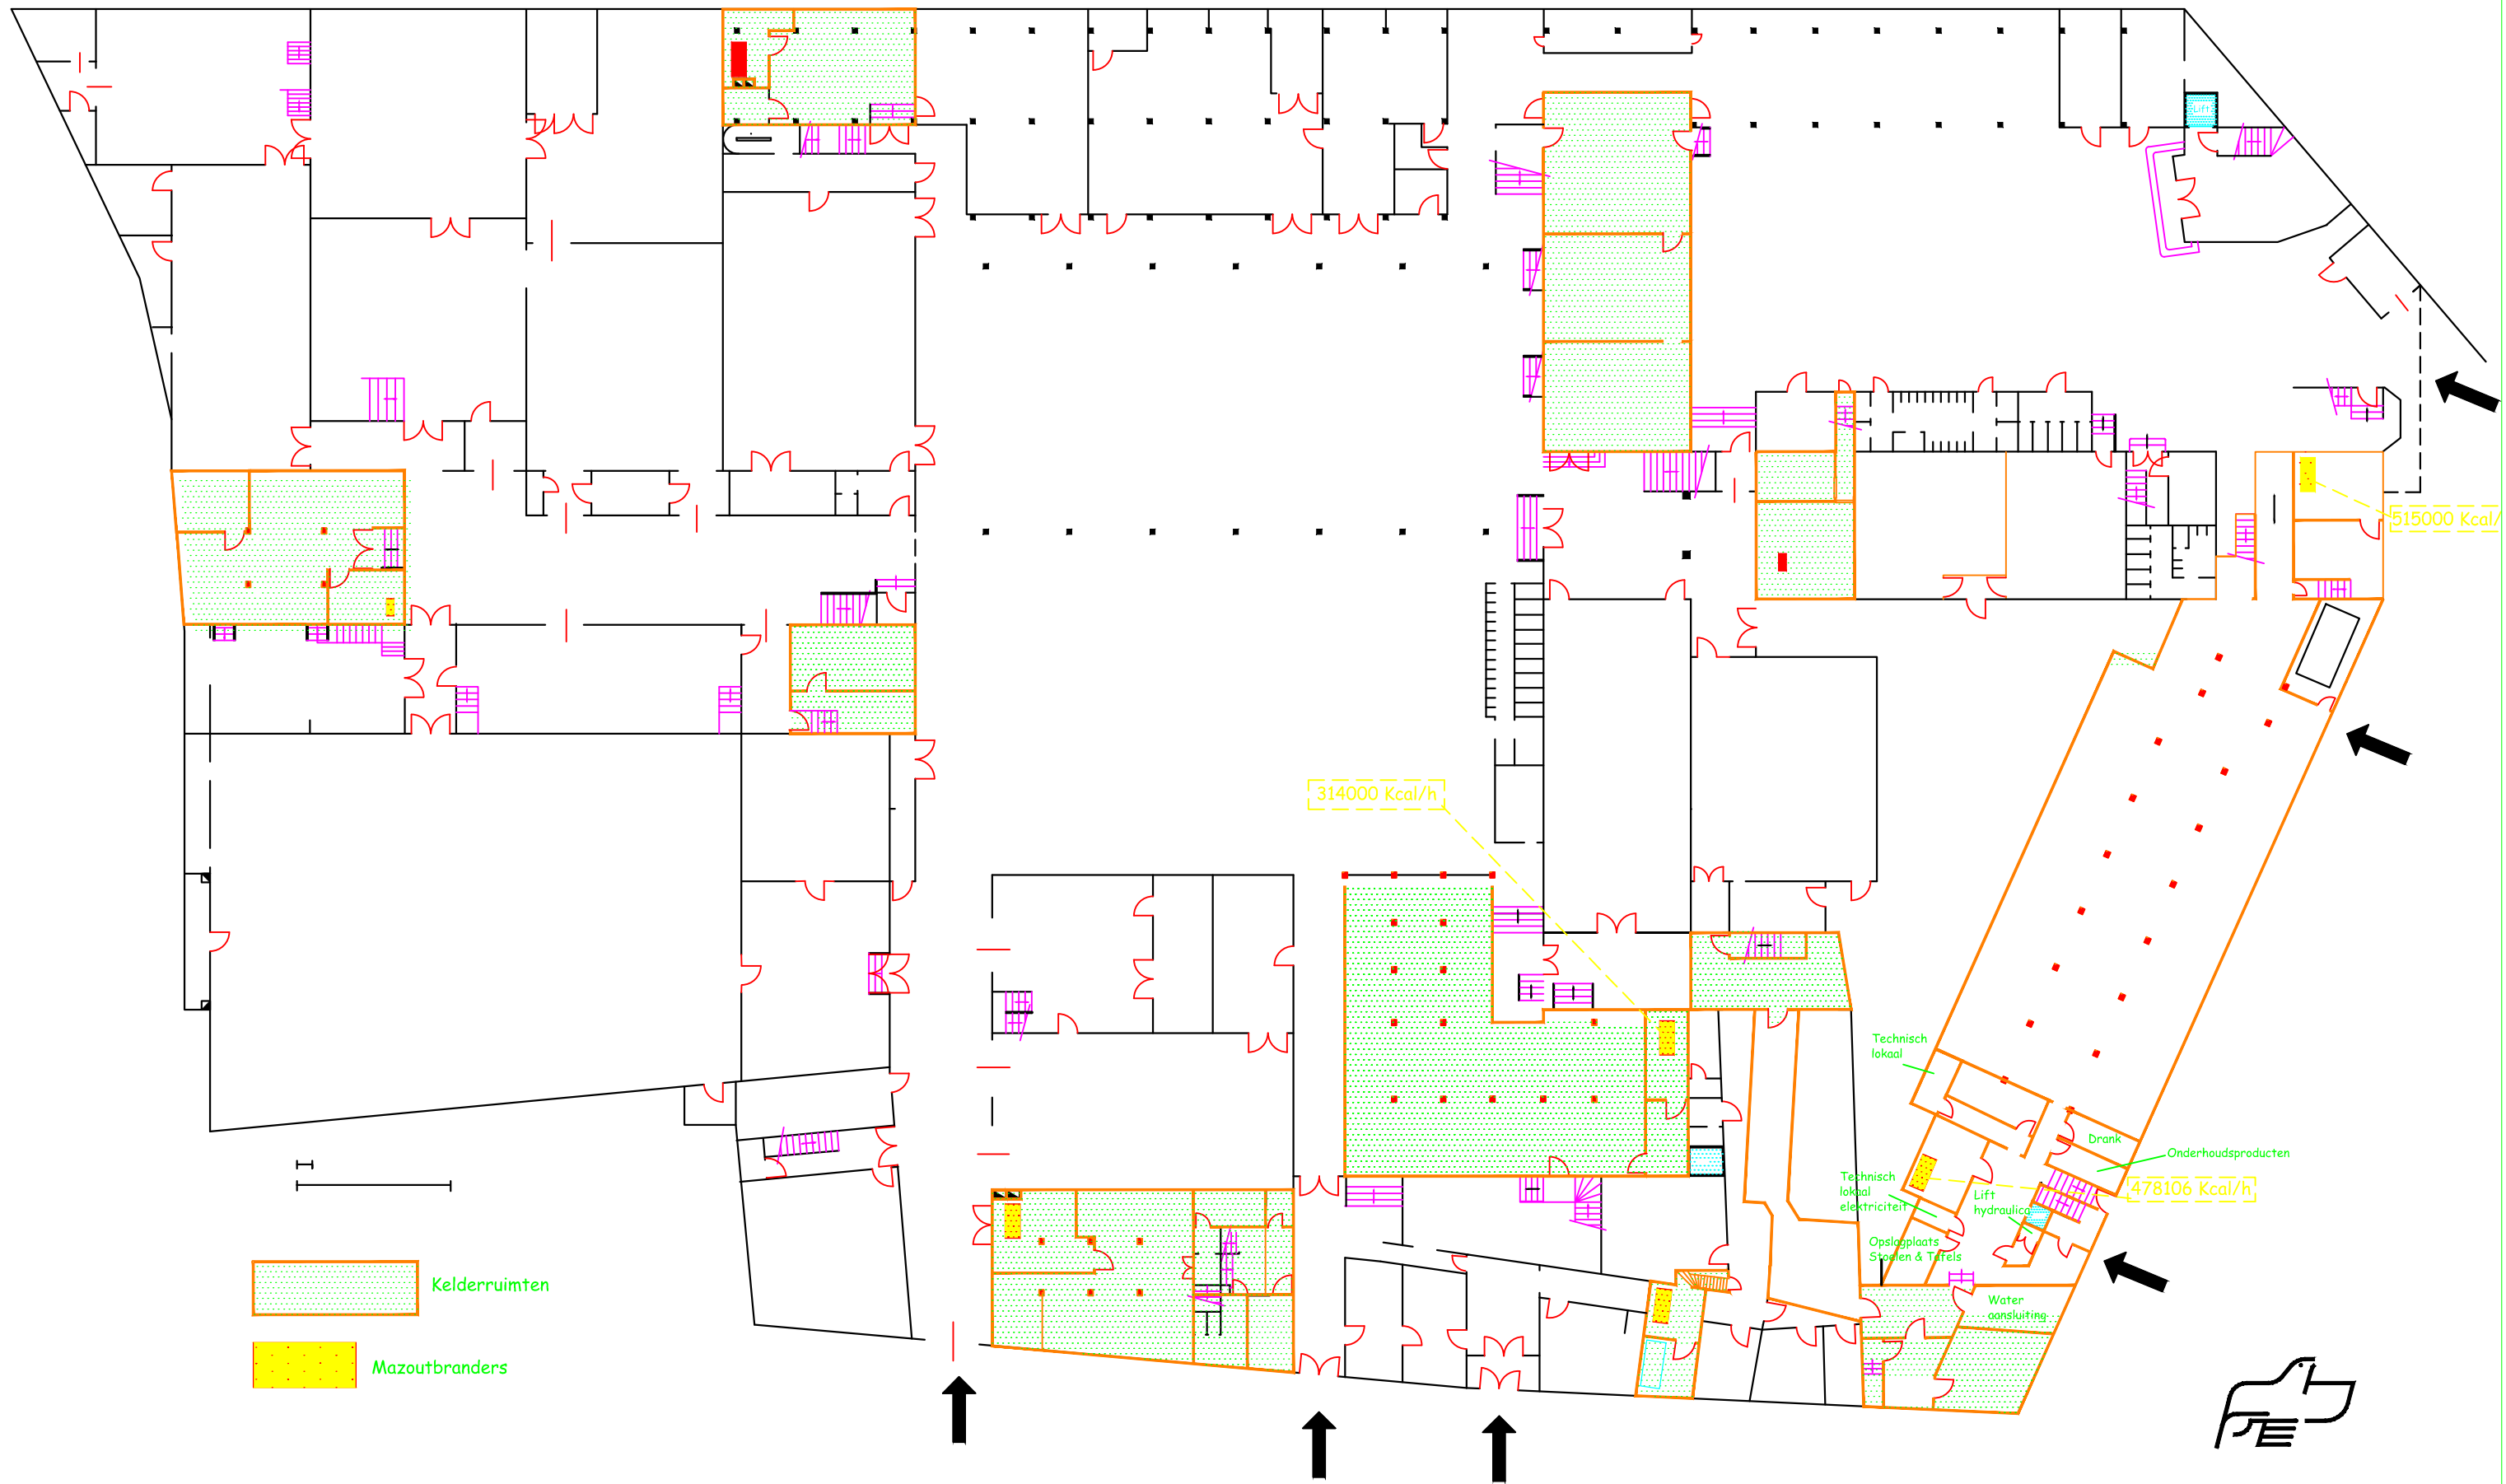 Lift
515000 Kcal/
314000 Kcal/h
Technisch
lokaal
Drank
Onderhoudsproducten
Technisch
lokaal
elektriciteit
478106 Kcal/h
Lift
hydraulica
Opslagplaats
Stoelen & Tafels
Water
aansluiting
Kelderruimten
Mazoutbranders